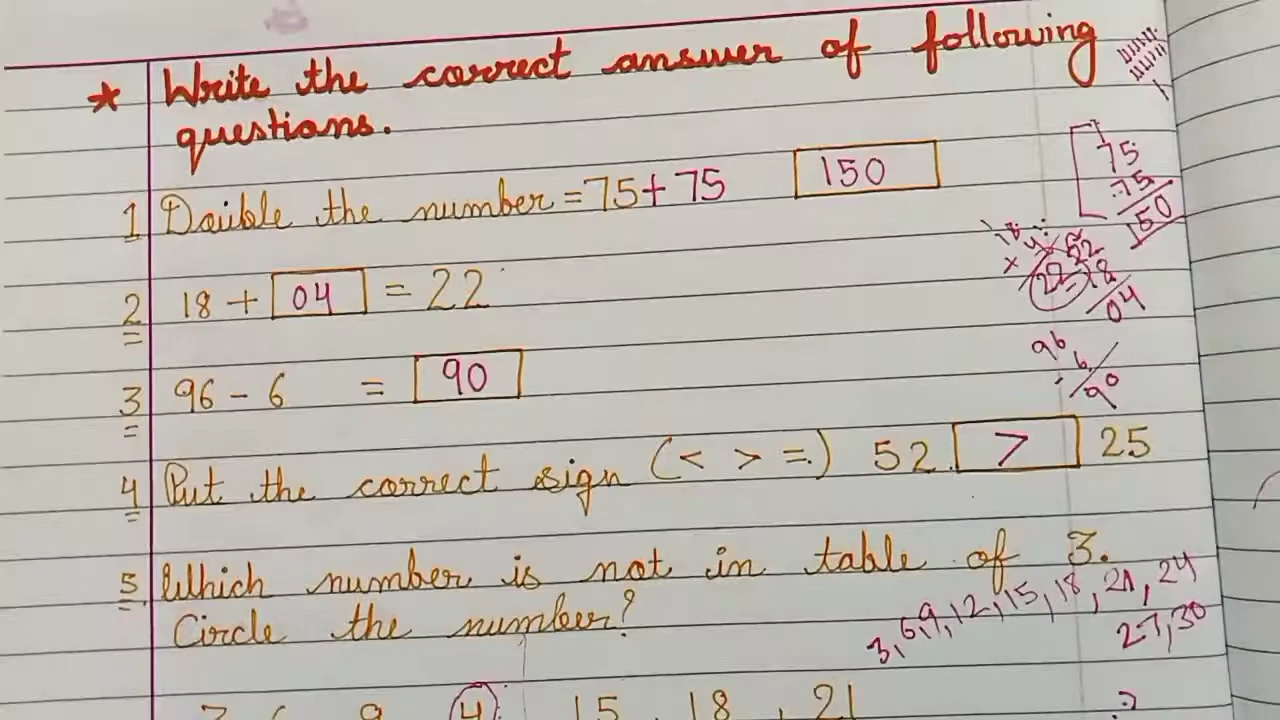 * Write the correct answer of following
questions.
1 Double the number = 75 + 75 150
75
75
150
2 18 + 04 = 22
22
18
04
3 96 - 6 = 90
96
6
90
4 Put the correct sign (< > =) 52 > 25
5. Which number is not in table of 3.
Circle the number?
3, 6, 9, 12, 15, 18, 21, 24
27, 30
9 4 15, 18, 21